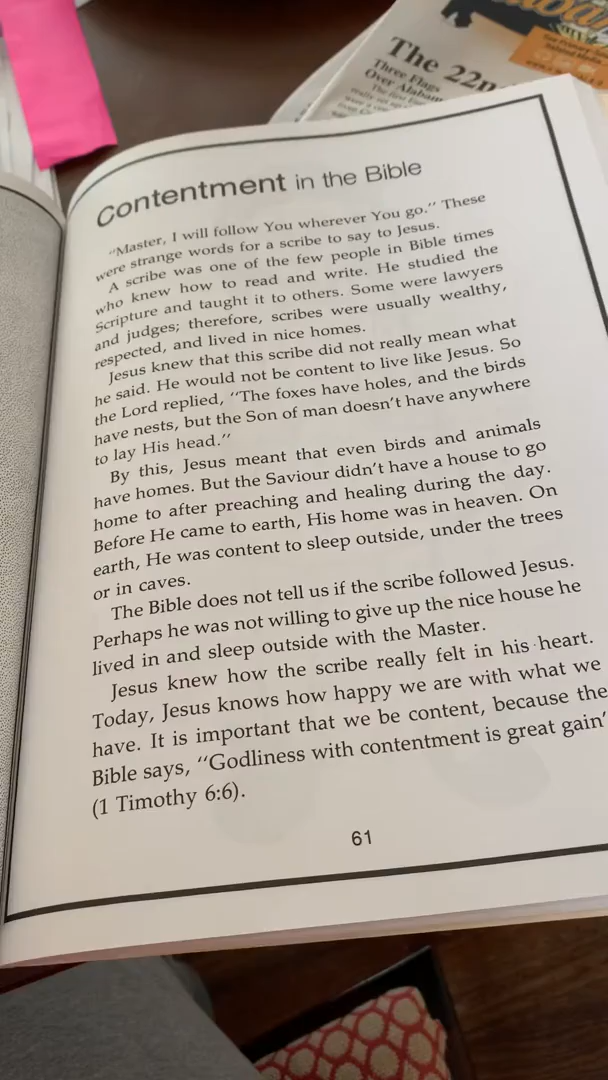 The 22n
Three Flags
Over Alabam
Contentment in the Bible
“Master, I will follow You wherever You go.” These
were strange words for a scribe to say to Jesus.
A scribe was one of the few people in Bible times
who knew how to read and write. He studied the
Scripture and taught it to others. Some were lawyers
and judges; therefore, scribes were usually wealthy,
respected, and lived in nice homes.
Jesus knew that this scribe did not really mean what
he said. He would not be content to live like Jesus. So
the Lord replied, “The foxes have holes, and the birds
have nests, but the Son of man doesn’t have anywhere
to lay His head.”
By this, Jesus meant that even birds and animals
have homes. But the Saviour didn’t have a house to go
home to after preaching and healing during the day.
Before He came to earth, His home was in heaven. On
earth, He was content to sleep outside, under the trees
or in caves.
The Bible does not tell us if the scribe followed Jesus.
Perhaps he was not willing to give up the nice house he
lived in and sleep outside with the Master.
Jesus knew how the scribe really felt in his heart.
Today, Jesus knows how happy we are with what we
have. It is important that we be content, because the
Bible says, “Godliness with contentment is great gain’
(1 Timothy 6:6).
61